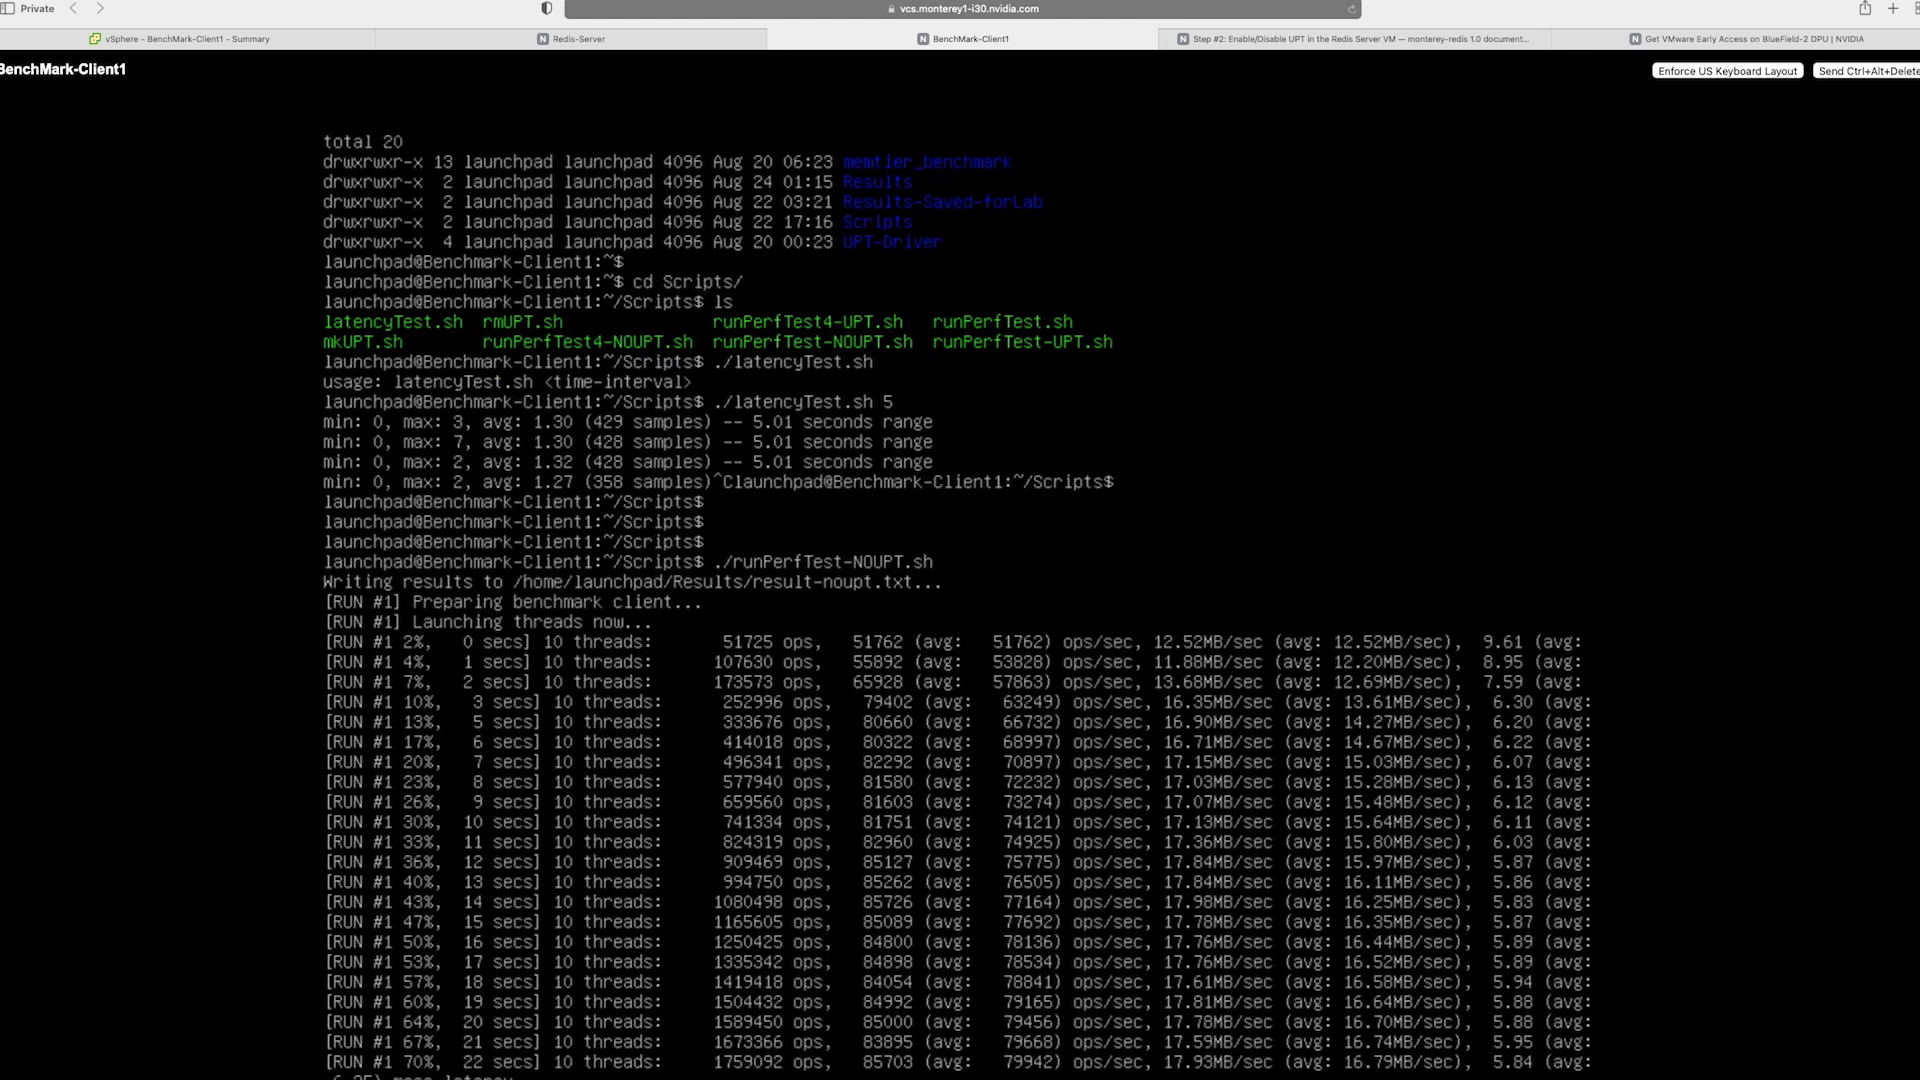 Private
vcs.monterey1-i30.nvidia.com
vSphere - BenchMark-Client1 - Summary
Redis-Server
BenchMark-Client1
Step #2: Enable/Disable UPT in the Redis Server VM — monterey-redis 1.0 document...
Get VMware Early Access on BlueField-2 DPU | NVIDIA
BenchMark-Client1
Enforce US Keyboard Layout
Send Ctrl+Alt+Delete
total 20
drwxrwxr-x 13 launchpad launchpad 4096 Aug 20 06:23 memtier_benchmark
drwxrwxr-x  2 launchpad launchpad 4096 Aug 24 01:15 Results
drwxrwxr-x  2 launchpad launchpad 4096 Aug 22 03:21 Results-Saved-forLab
drwxrwxr-x  2 launchpad launchpad 4096 Aug 22 17:16 Scripts
drwxrwxr-x  4 launchpad launchpad 4096 Aug 20 00:23 UPT-Driver
launchpad@Benchmark-Client1:~$
launchpad@Benchmark-Client1:~$ cd Scripts/
launchpad@Benchmark-Client1:~/Scripts$ ls
latencyTest.sh  rmUPT.sh               runPerfTest4-UPT.sh   runPerfTest.sh
mkUPT.sh        runPerfTest4-NOUPT.sh  runPerfTest-NOUPT.sh  runPerfTest-UPT.sh
launchpad@Benchmark-Client1:~/Scripts$ ./latencyTest.sh
usage: latencyTest.sh <time-interval>
launchpad@Benchmark-Client1:~/Scripts$ ./latencyTest.sh 5
min: 0, max: 3, avg: 1.30 (429 samples) -- 5.01 seconds range
min: 0, max: 7, avg: 1.30 (428 samples) -- 5.01 seconds range
min: 0, max: 2, avg: 1.32 (428 samples) -- 5.01 seconds range
min: 0, max: 2, avg: 1.27 (358 samples)^Claunchpad@Benchmark-Client1:~/Scripts$
launchpad@Benchmark-Client1:~/Scripts$
launchpad@Benchmark-Client1:~/Scripts$
launchpad@Benchmark-Client1:~/Scripts$
launchpad@Benchmark-Client1:~/Scripts$ ./runPerfTest-NOUPT.sh
Writing results to /home/launchpad/Results/result-noupt.txt...
[RUN #1] Preparing benchmark client...
[RUN #1] Launching threads now...
[RUN #1 2%,   0 secs] 10 threads:       51725 ops,   51762 (avg:   51762) ops/sec, 12.52MB/sec (avg: 12.52MB/sec),  9.61 (avg:
[RUN #1 4%,   1 secs] 10 threads:      107630 ops,   55892 (avg:   53828) ops/sec, 11.88MB/sec (avg: 12.20MB/sec),  8.95 (avg:
[RUN #1 7%,   2 secs] 10 threads:      173573 ops,   65928 (avg:   57863) ops/sec, 13.68MB/sec (avg: 12.69MB/sec),  7.59 (avg:
[RUN #1 10%,   3 secs] 10 threads:      252996 ops,   79402 (avg:   63249) ops/sec, 16.35MB/sec (avg: 13.61MB/sec),  6.30 (avg:
[RUN #1 13%,   5 secs] 10 threads:      333676 ops,   80660 (avg:   66732) ops/sec, 16.90MB/sec (avg: 14.27MB/sec),  6.20 (avg:
[RUN #1 17%,   6 secs] 10 threads:      414018 ops,   80322 (avg:   68997) ops/sec, 16.71MB/sec (avg: 14.67MB/sec),  6.22 (avg:
[RUN #1 20%,   7 secs] 10 threads:      496341 ops,   82292 (avg:   70897) ops/sec, 17.15MB/sec (avg: 15.03MB/sec),  6.07 (avg:
[RUN #1 23%,   8 secs] 10 threads:      577940 ops,   81580 (avg:   72232) ops/sec, 17.03MB/sec (avg: 15.28MB/sec),  6.13 (avg:
[RUN #1 26%,   9 secs] 10 threads:      659560 ops,   81603 (avg:   73274) ops/sec, 17.07MB/sec (avg: 15.48MB/sec),  6.12 (avg:
[RUN #1 30%,  10 secs] 10 threads:      741334 ops,   81751 (avg:   74121) ops/sec, 17.13MB/sec (avg: 15.64MB/sec),  6.11 (avg:
[RUN #1 33%,  11 secs] 10 threads:      824319 ops,   82960 (avg:   74925) ops/sec, 17.36MB/sec (avg: 15.80MB/sec),  6.03 (avg:
[RUN #1 36%,  12 secs] 10 threads:      909469 ops,   85127 (avg:   75775) ops/sec, 17.84MB/sec (avg: 15.97MB/sec),  5.87 (avg:
[RUN #1 40%,  13 secs] 10 threads:      994750 ops,   85262 (avg:   76505) ops/sec, 17.84MB/sec (avg: 16.11MB/sec),  5.86 (avg:
[RUN #1 43%,  14 secs] 10 threads:     1080498 ops,   85726 (avg:   77164) ops/sec, 17.98MB/sec (avg: 16.25MB/sec),  5.83 (avg:
[RUN #1 47%,  15 secs] 10 threads:     1165605 ops,   85089 (avg:   77692) ops/sec, 17.78MB/sec (avg: 16.35MB/sec),  5.87 (avg:
[RUN #1 50%,  16 secs] 10 threads:     1250425 ops,   84800 (avg:   78136) ops/sec, 17.76MB/sec (avg: 16.44MB/sec),  5.89 (avg:
[RUN #1 53%,  17 secs] 10 threads:     1335342 ops,   84898 (avg:   78534) ops/sec, 17.76MB/sec (avg: 16.52MB/sec),  5.89 (avg:
[RUN #1 57%,  18 secs] 10 threads:     1419418 ops,   84054 (avg:   78841) ops/sec, 17.61MB/sec (avg: 16.58MB/sec),  5.94 (avg:
[RUN #1 60%,  19 secs] 10 threads:     1504432 ops,   84992 (avg:   79165) ops/sec, 17.81MB/sec (avg: 16.64MB/sec),  5.88 (avg:
[RUN #1 64%,  20 secs] 10 threads:     1589450 ops,   85000 (avg:   79456) ops/sec, 17.78MB/sec (avg: 16.70MB/sec),  5.88 (avg:
[RUN #1 67%,  21 secs] 10 threads:     1673366 ops,   83895 (avg:   79668) ops/sec, 17.59MB/sec (avg: 16.74MB/sec),  5.95 (avg:
[RUN #1 70%,  22 secs] 10 threads:     1759092 ops,   85703 (avg:   79942) ops/sec, 17.93MB/sec (avg: 16.79MB/sec),  5.84 (avg: